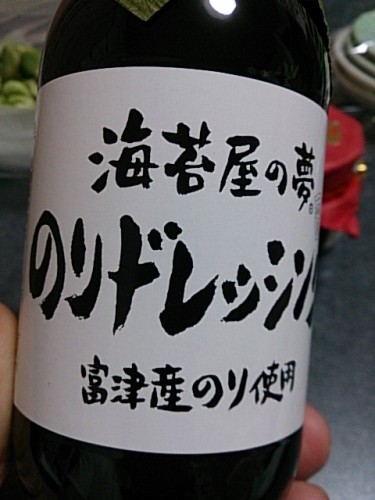 海苔屋の夢。
のりドレッシング
富津産のり使用